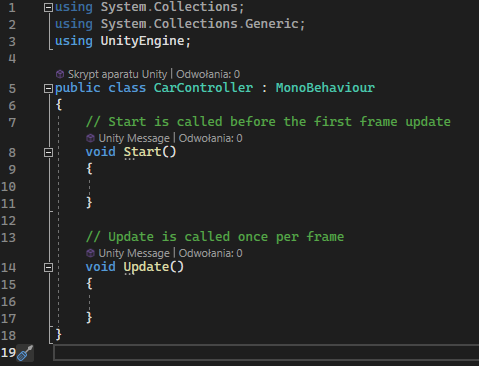 1 using System.Collections;
2 using System.Collections.Generic;
3 using UnityEngine;
4
Skrypt aparatu Unity | Odwołania: 0
5 public class CarController : MonoBehaviour
6 {
7 // Start is called before the first frame update
Unity Message | Odwołania: 0
8 void Start()
9 {
10
11 }
12
13 // Update is called once per frame
Unity Message | Odwołania: 0
14 void Update()
15 {
16
17 }
18 }
19